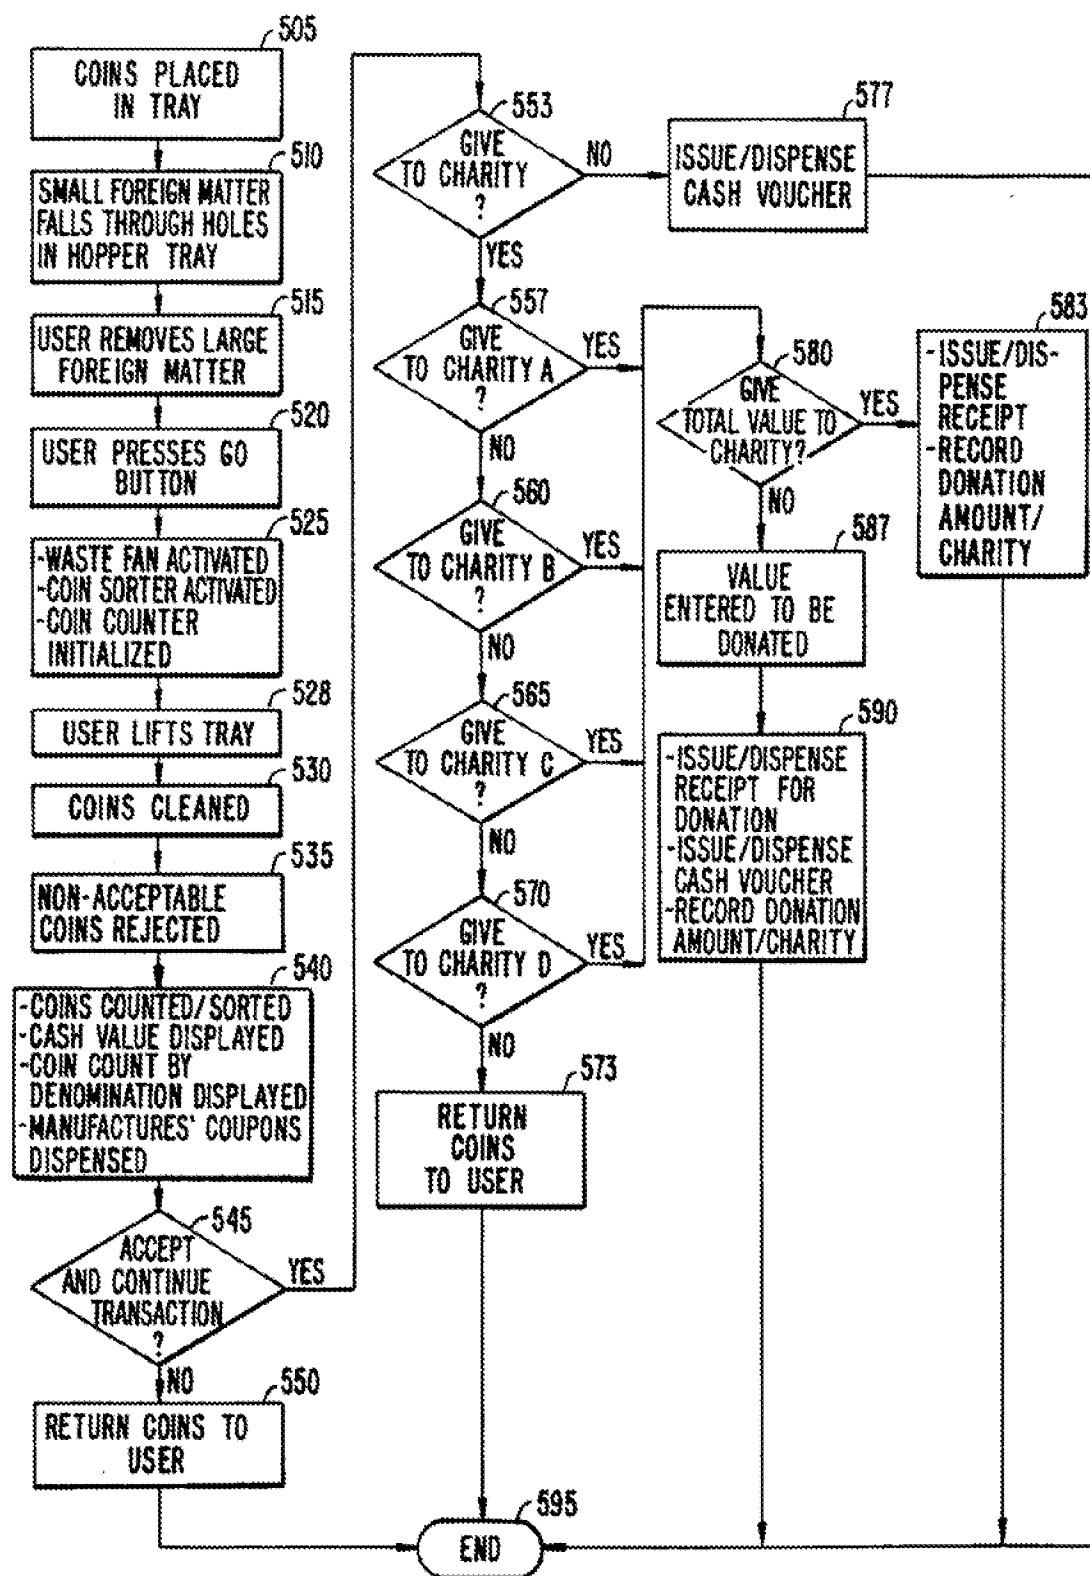 505
COINS PLACED
IN TRAY
510
SMALL FOREIGN MATTER
FALLS THROUGH HOLES
IN HOPPER TRAY
515
USER REMOVES LARGE
FOREIGN MATTER
520
USER PRESSES GO
BUTTON
525
-WASTE FAN ACTIVATED
-COIN SORTER ACTIVATED
-COIN COUNTER
INITIALIZED
528
USER LIFTS TRAY
530
COINS CLEANED
535
NON-ACCEPTABLE
COINS REJECTED
540
-COINS COUNTED/SORTED
-CASH VALUE DISPLAYED
-COIN COUNT BY
DENOMINATION DISPLAYED
-MANUFACTURES' COUPONS
DISPENSED
545
ACCEPT
AND CONTINUE
TRANSACTION
?
YES
NO
550
RETURN COINS TO
USER
553
GIVE
TO CHARITY
?
NO
YES
577
ISSUE/DISPENSE
CASH VOUCHER
557
GIVE
TO CHARITY A
?
YES
NO
560
GIVE
TO CHARITY B
?
YES
NO
565
GIVE
TO CHARITY C
?
YES
NO
570
GIVE
TO CHARITY D
?
YES
NO
573
RETURN
COINS
TO USER
580
GIVE
TOTAL VALUE TO
CHARITY?
YES
NO
583
-ISSUE/DIS-
PENSE
RECEIPT
-RECORD
DONATION
AMOUNT/
CHARITY
587
VALUE
ENTERED TO BE
DONATED
590
-ISSUE/DISPENSE
RECEIPT FOR
DONATION
-ISSUE/DISPENSE
CASH VOUCHER
-RECORD DONATION
AMOUNT/CHARITY
595
END